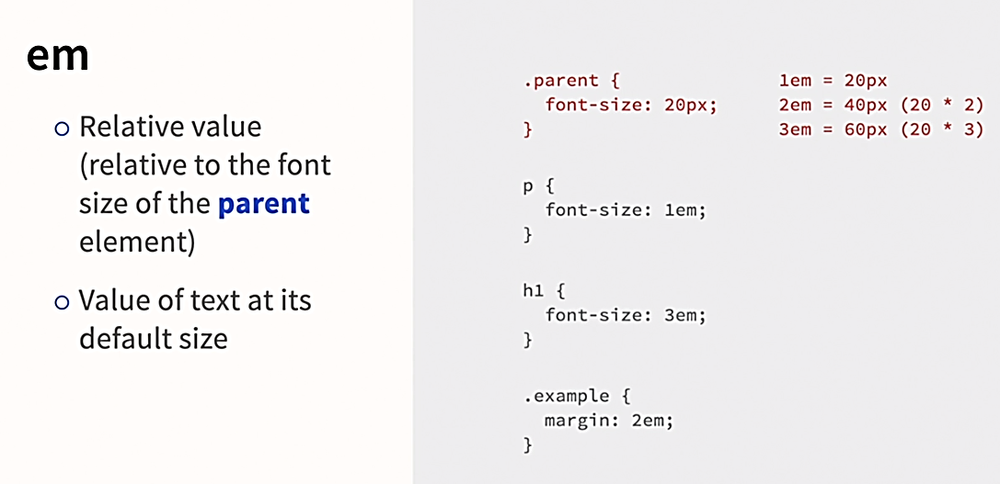 em
Relative value
(relative to the font
size of the parent
element)
Value of text at its
default size
.parent {
font-size: 20px;
}
1em = 20px
2em = 40px (20 * 2)
3em = 60px (20 * 3)
p {
font-size: 1em;
}
h1 {
font-size: 3em;
}
.example {
margin: 2em;
}